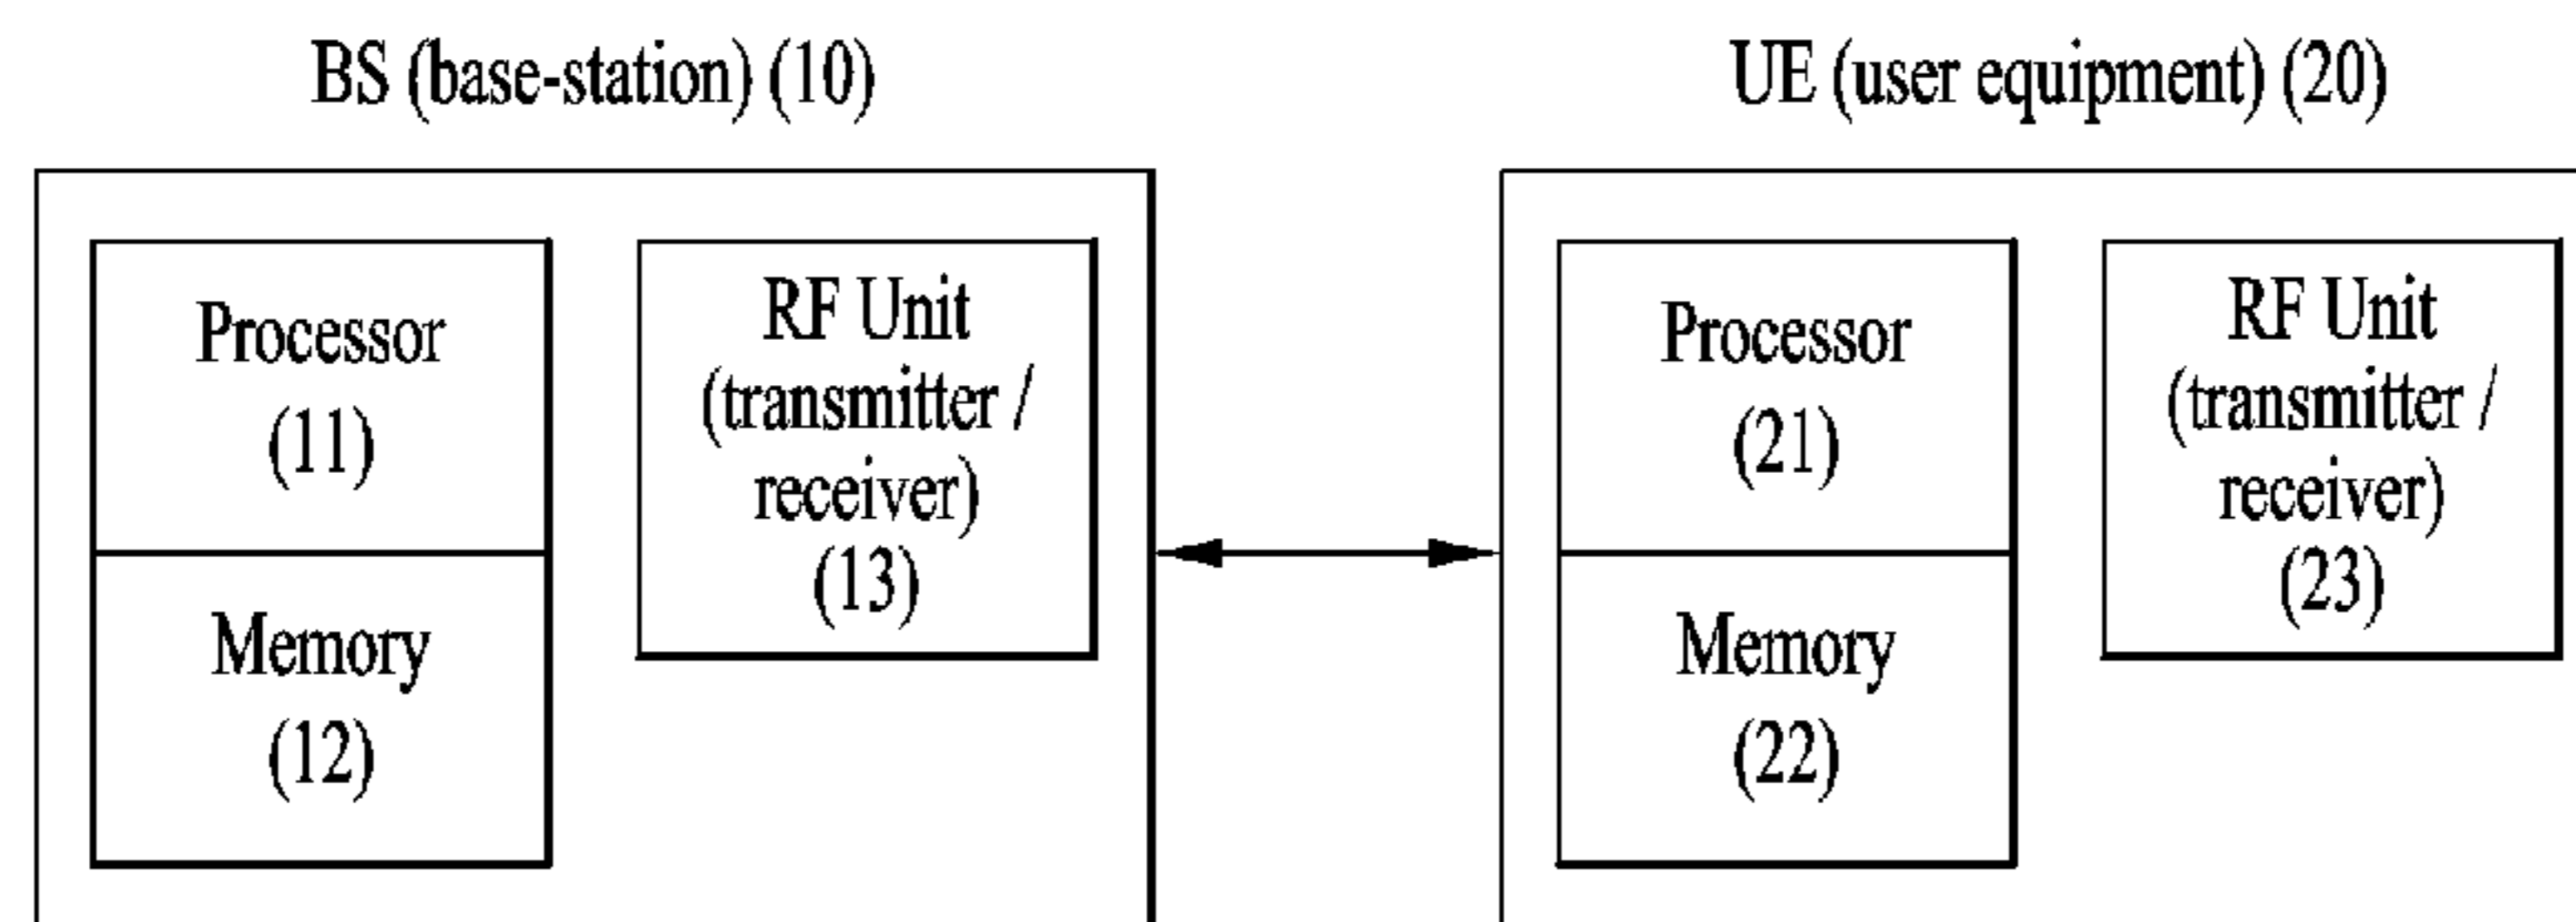 BS (base-station) (10)
Processor
(11)
Memory
(12)
RF Unit
(transmitter /
receiver)
(13)
UE (user equipment) (20)
Processor
(21)
Memory
(22)
RF Unit
(transmitter /
receiver)
(23)